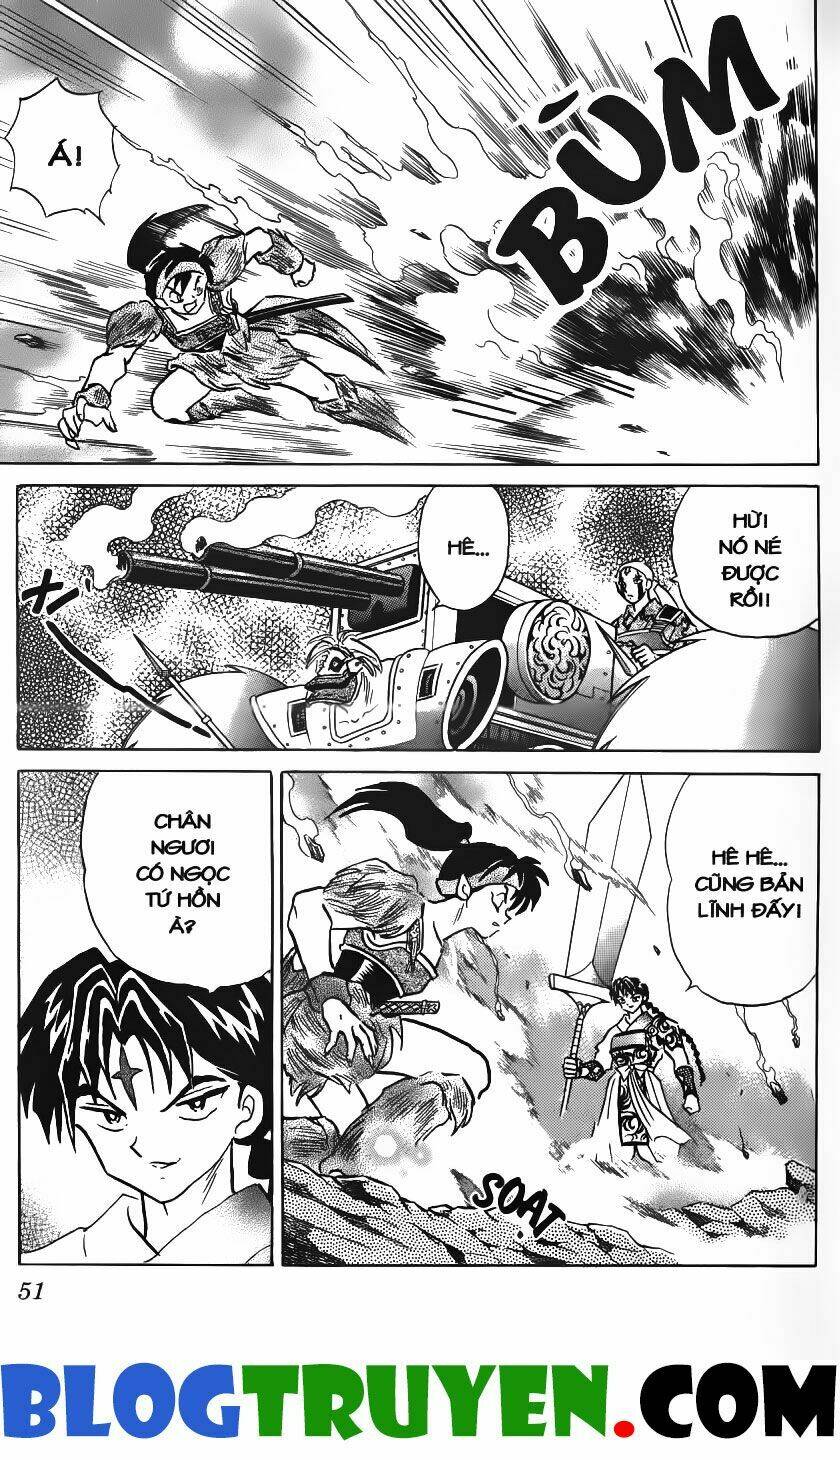 Á!
BÙM
HỪ!
NÓ NÉ
ĐƯỢC
RỒI!
HÊ...
HÊ HÊ...
CŨNG BẢN
LĨNH ĐẤY!
SOẠT
CHÂN
NGƯƠI
CÓ NGỌC
TỨ HỒN
À?
51
BLOGTRUYEN.COM